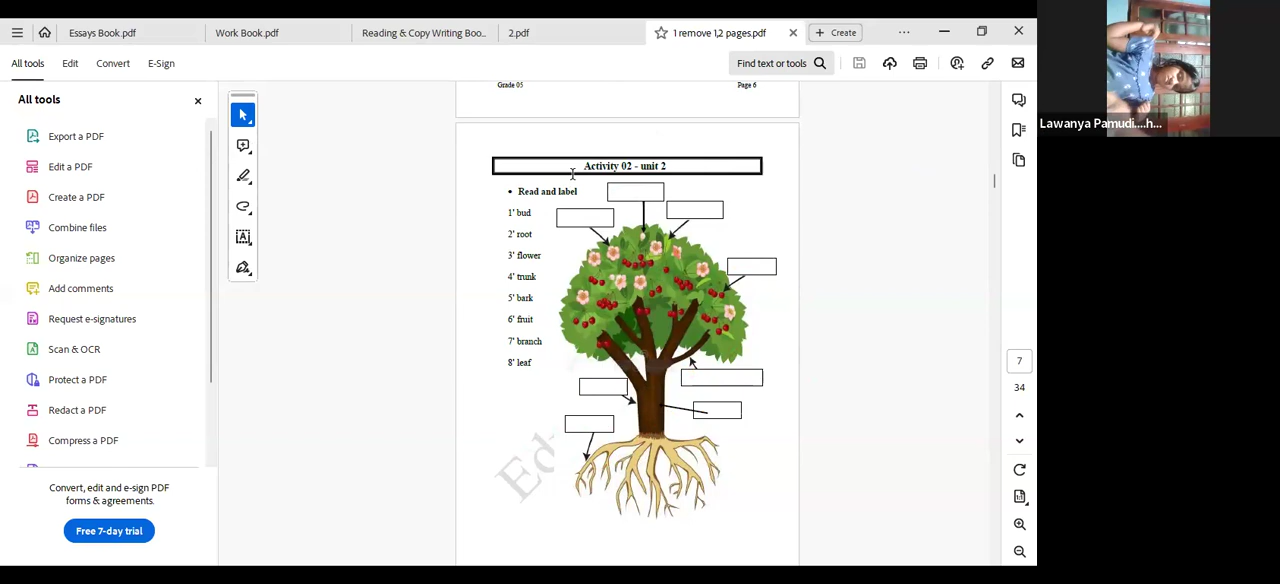 Essays Book.pdf
Work Book.pdf
Reading & Copy Writing Boo...
2.pdf
1 remove 1,2 pages.pdf
Create
All tools
Edit
Convert
E-Sign
Find text or tools
All tools
Export a PDF
Edit a PDF
Create a PDF
Combine files
Organize pages
Add comments
Request e-signatures
Scan & OCR
Protect a PDF
Redact a PDF
Compress a PDF
Convert, edit and e-sign PDF
forms & agreements.
Free 7-day trial
Grade 05
Page 6
Activity 02 - unit 2
• Read and label
1' bud
2' root
3' flower
4' trunk
5' bark
6' fruit
7' branch
8' leaf
Ed
7
34
Lawanya Pamudi....h...